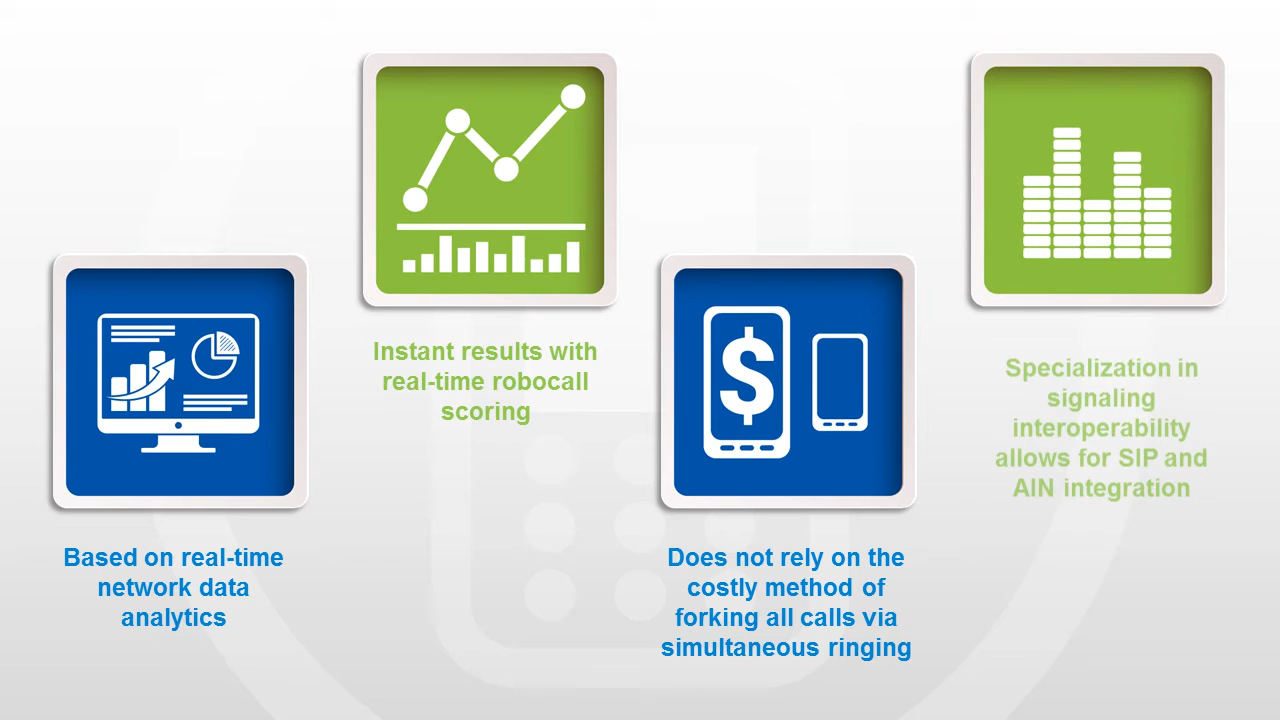 Based on real-time
network data
analytics
Instant results with
real-time robocall
scoring
$
Does not rely on the
costly method of
forking all calls via
simultaneous ringing
Specialization in
signaling
interoperability
allows for SIP and
AIN integration